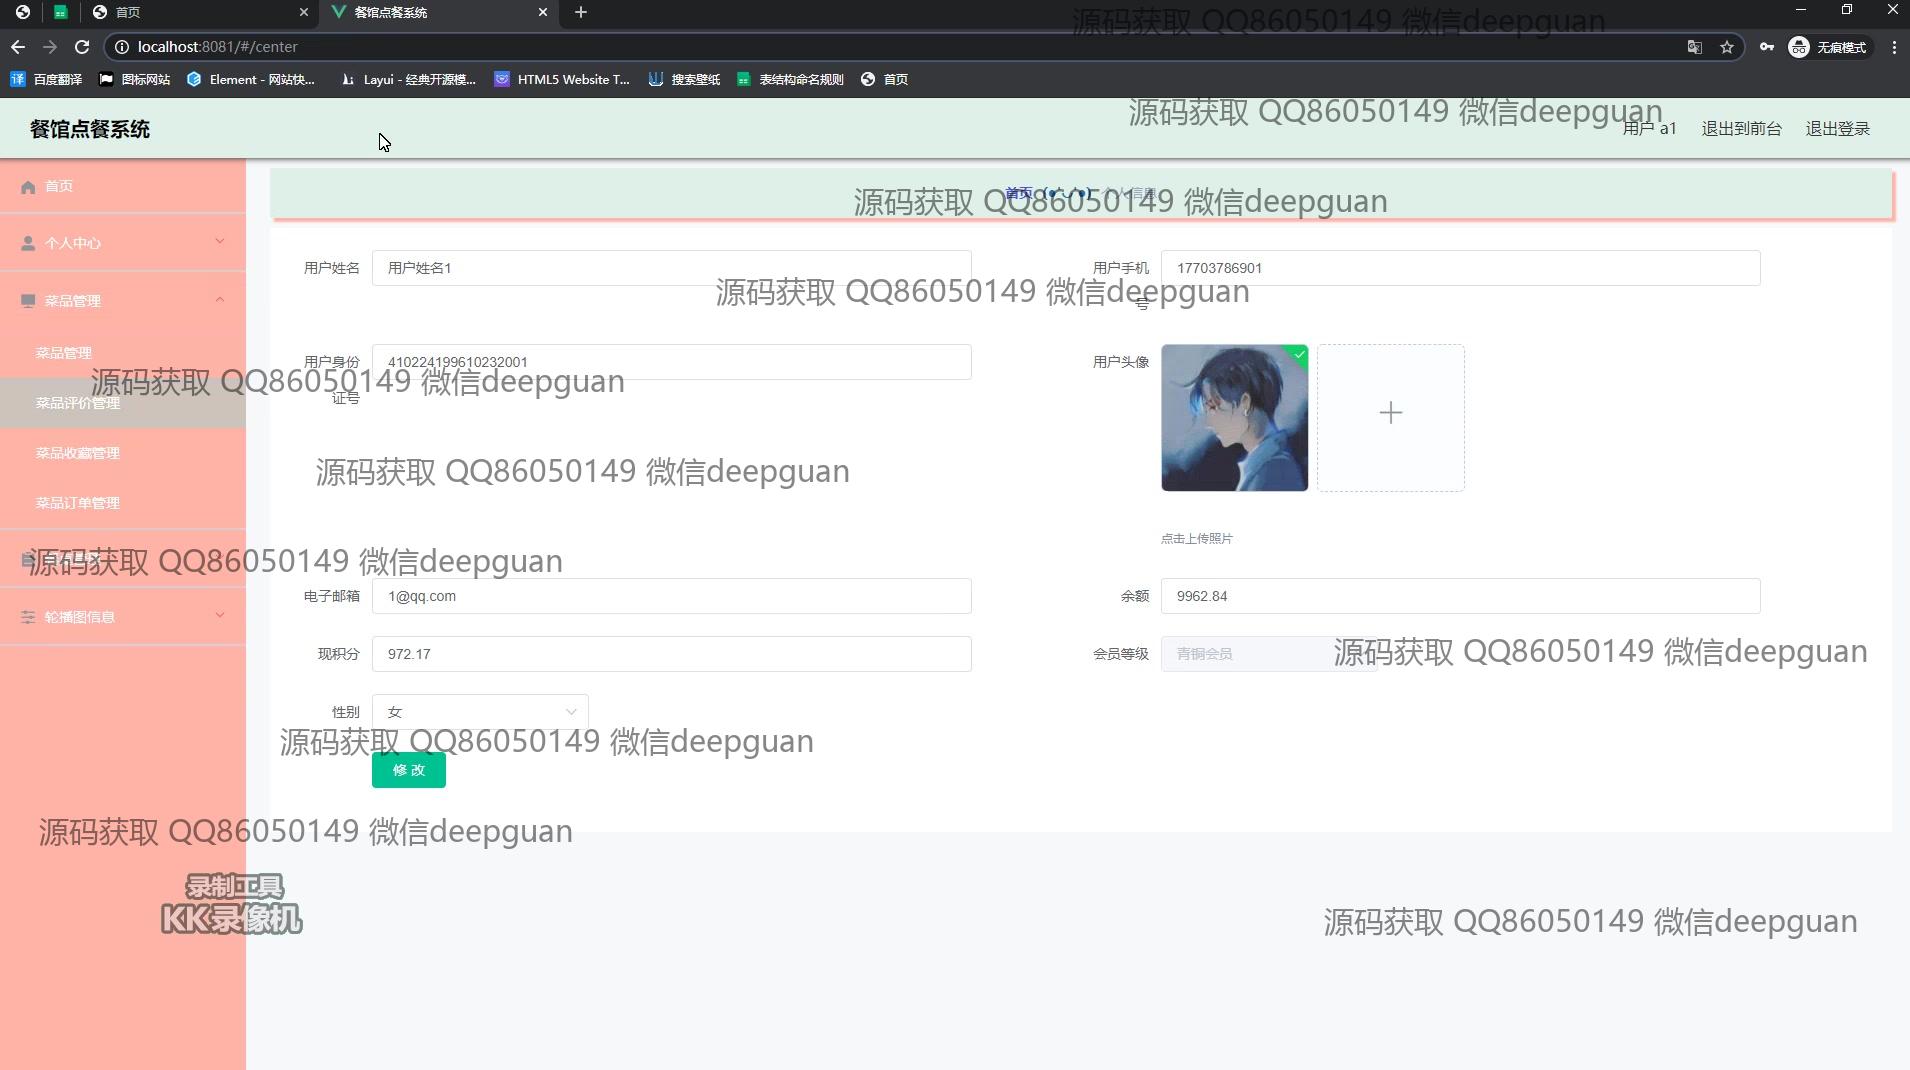 首页
餐馆点餐系统
localhost:8081/#/center
无痕模式
百度翻译
图标网站
Element - 网站快...
Layui - 经典开源模...
HTML5 Website T...
搜索壁纸
表结构命名规则
首页
源码获取 QQ86050149 微信deepguan
餐馆点餐系统
源码获取 QQ86050149 微信deepguan
用户 a1
退出到前台
退出登录
首页
个人中心
菜品管理
菜品管理
菜品评价管理
菜品收藏管理
菜品订单管理
轮播图信息
首页 (●'◡'●) 个人信息
源码获取 QQ86050149 微信deepguan
用户姓名
用户姓名1
用户手机号
17703786901
源码获取 QQ86050149 微信deepguan
用户身份证号
410224199610232001
用户头像
源码获取 QQ86050149 微信deepguan
源码获取 QQ86050149 微信deepguan
点击上传照片
源码获取 QQ86050149 微信deepguan
电子邮箱
1@qq.com
余额
9962.84
现积分
972.17
会员等级
青铜会员
源码获取 QQ86050149 微信deepguan
性别
女
源码获取 QQ86050149 微信deepguan
修 改
源码获取 QQ86050149 微信deepguan
录制工具
KK录像机
源码获取 QQ86050149 微信deepguan